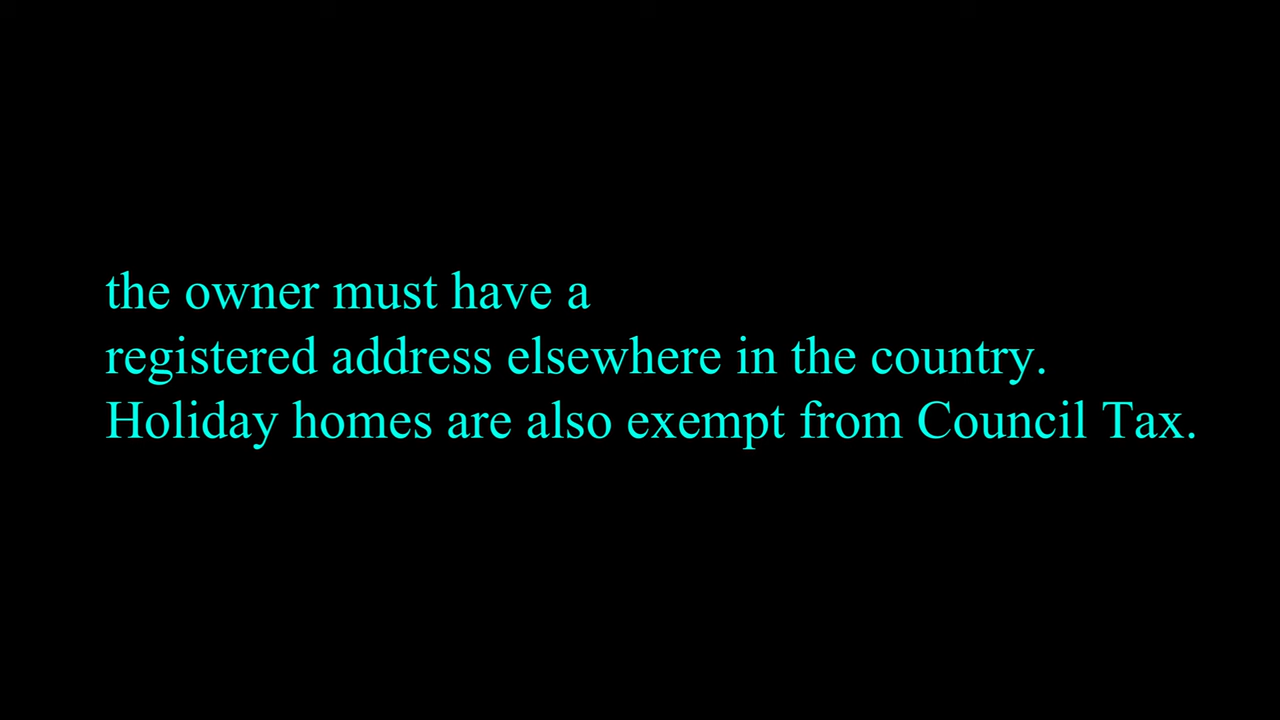 the owner must have a
registered address elsewhere in the country.
Holiday homes are also exempt from Council Tax.